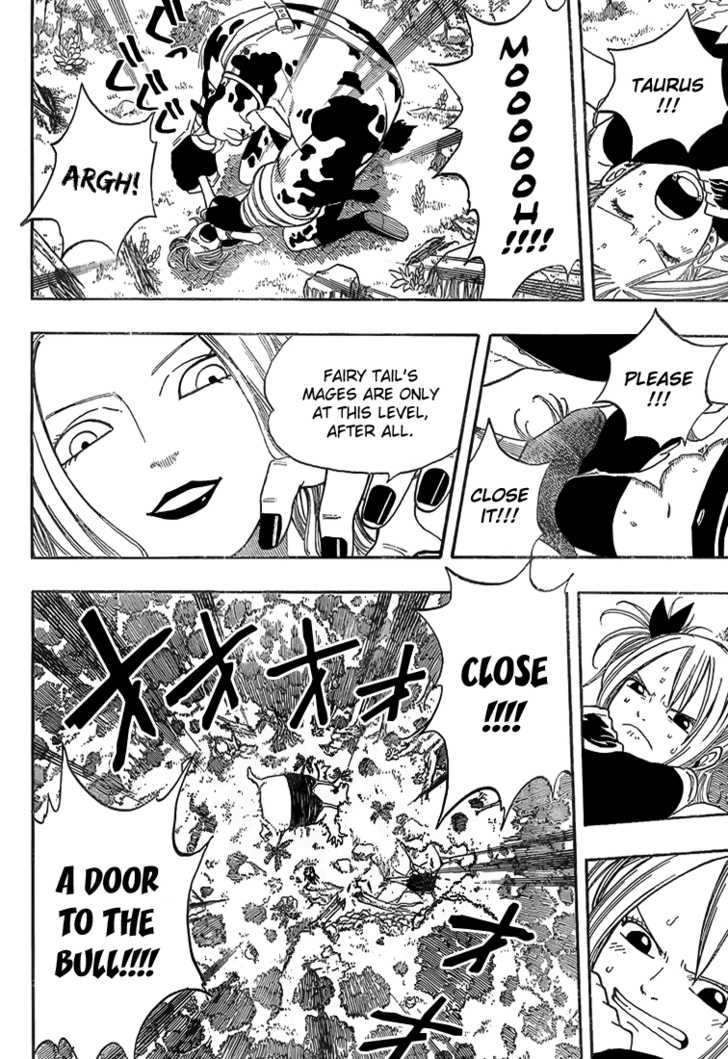 TAURUS
!!!
MOOOOOH
!!!!
ARGH!
PLEASE
!!!
CLOSE
IT!!!
FAIRY TAIL'S
MAGES ARE ONLY
AT THIS LEVEL,
AFTER ALL.
CLOSE
!!!!
A DOOR
TO THE
BULL!!!!